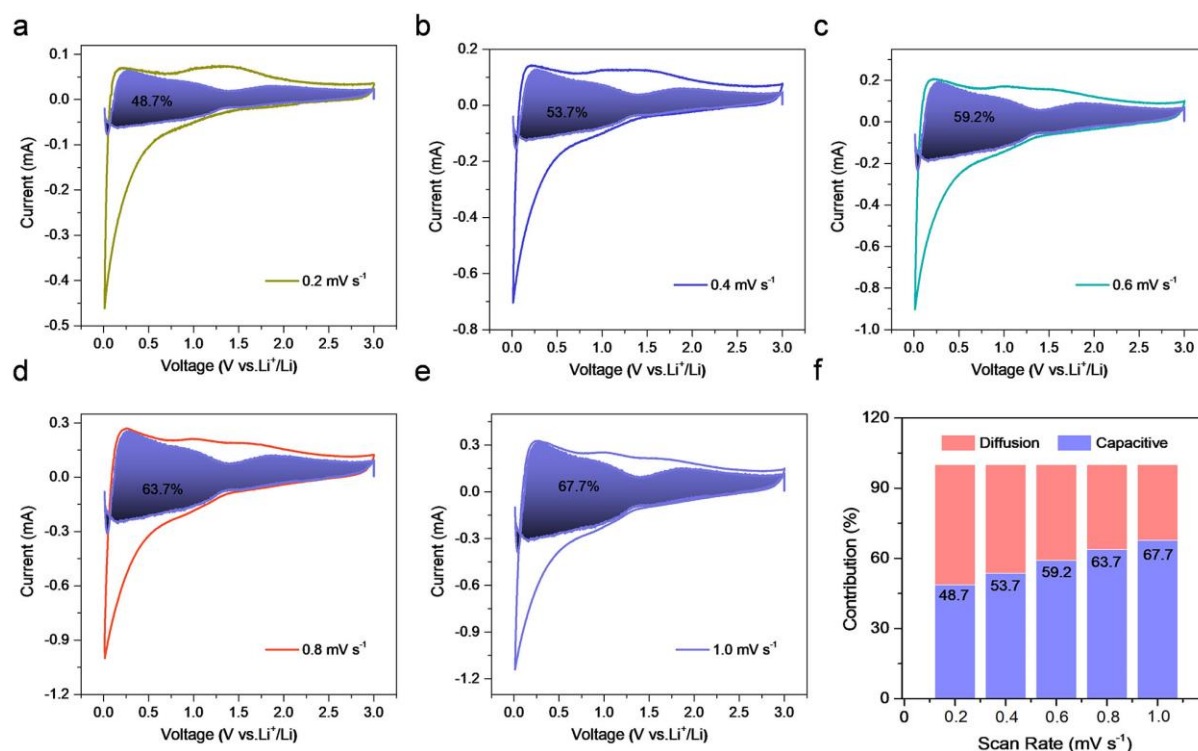 a
0.1
0.0
-0.1
-0.2
-0.3
-0.4
-0.5
Current (mA)
48.7%
0.2 mV s⁻¹
0.0 0.5 1.0 1.5 2.0 2.5 3.0
Voltage (V vs.Li⁺/Li)
b
0.2
0.0
-0.2
-0.4
-0.6
-0.8
Current (mA)
53.7%
0.4 mV s⁻¹
0.0 0.5 1.0 1.5 2.0 2.5 3.0
Voltage (V vs.Li⁺/Li)
c
0.4
0.2
0.0
-0.2
-0.4
-0.6
-0.8
-1.0
Current (mA)
59.2%
0.6 mV s⁻¹
0.0 0.5 1.0 1.5 2.0 2.5 3.0
Voltage (V vs.Li⁺/Li)
d
0.3
0.0
-0.3
-0.6
-0.9
-1.2
Current (mA)
63.7%
0.8 mV s⁻¹
0.0 0.5 1.0 1.5 2.0 2.5 3.0
Voltage (V vs.Li⁺/Li)
e
0.3
0.0
-0.3
-0.6
-0.9
-1.2
Current (mA)
67.7%
1.0 mV s⁻¹
0.0 0.5 1.0 1.5 2.0 2.5 3.0
Voltage (V vs.Li⁺/Li)
f
120
90
60
30
0
Contribution (%)
Diffusion Capacitive
48.7 53.7 59.2 63.7 67.7
0 0.2 0.4 0.6 0.8 1.0
Scan Rate (mV s⁻¹)